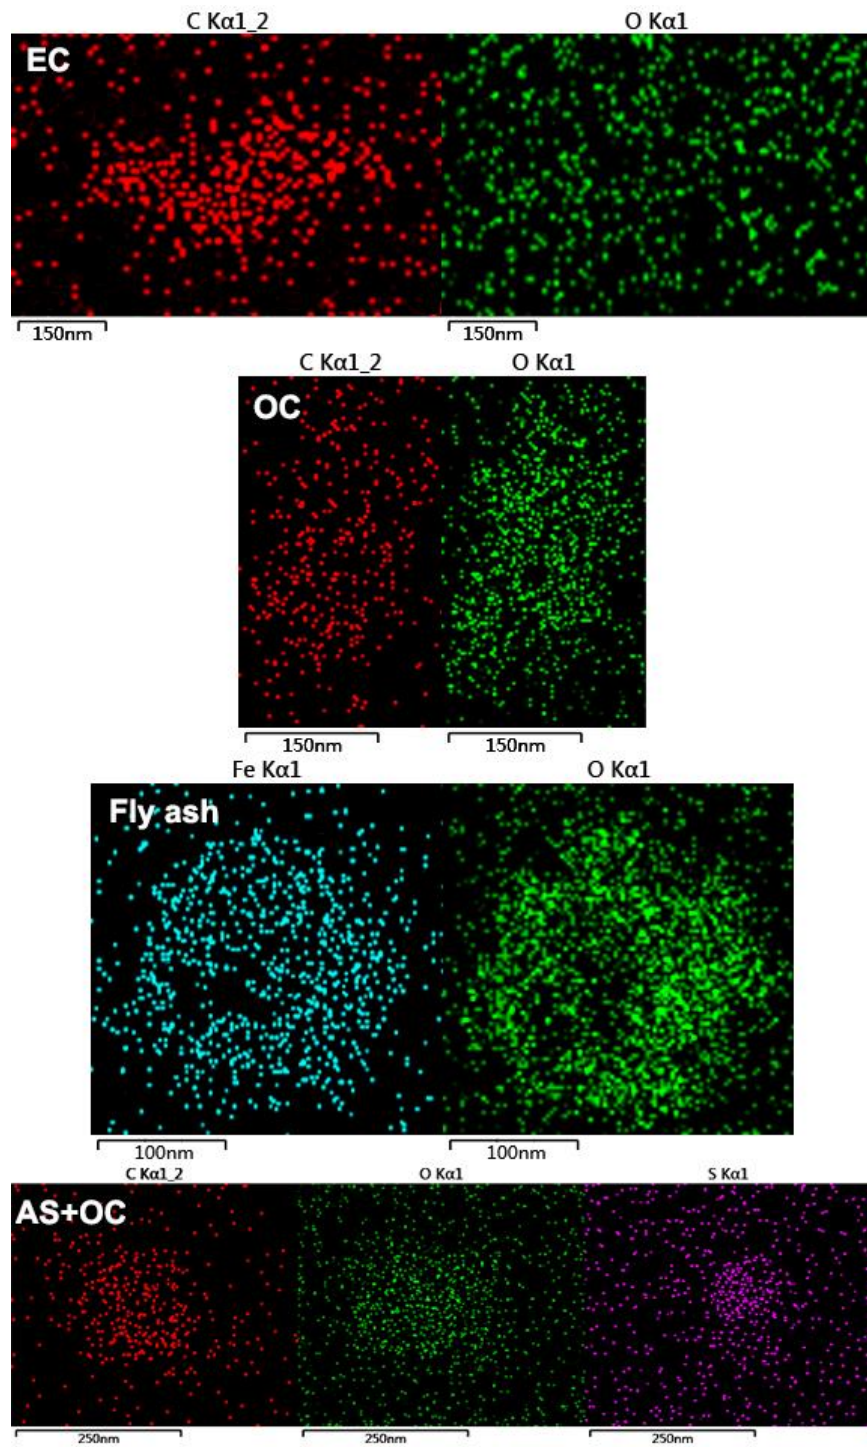 C Kα1_2 O Kα1
EC
150nm 150nm
C Kα1_2 O Kα1
OC
150nm 150nm
Fe Kα1 O Kα1
Fly ash
100nm 100nm
C Kα1_2 O Kα1 S Kα1
AS+OC
250nm 250nm 250nm